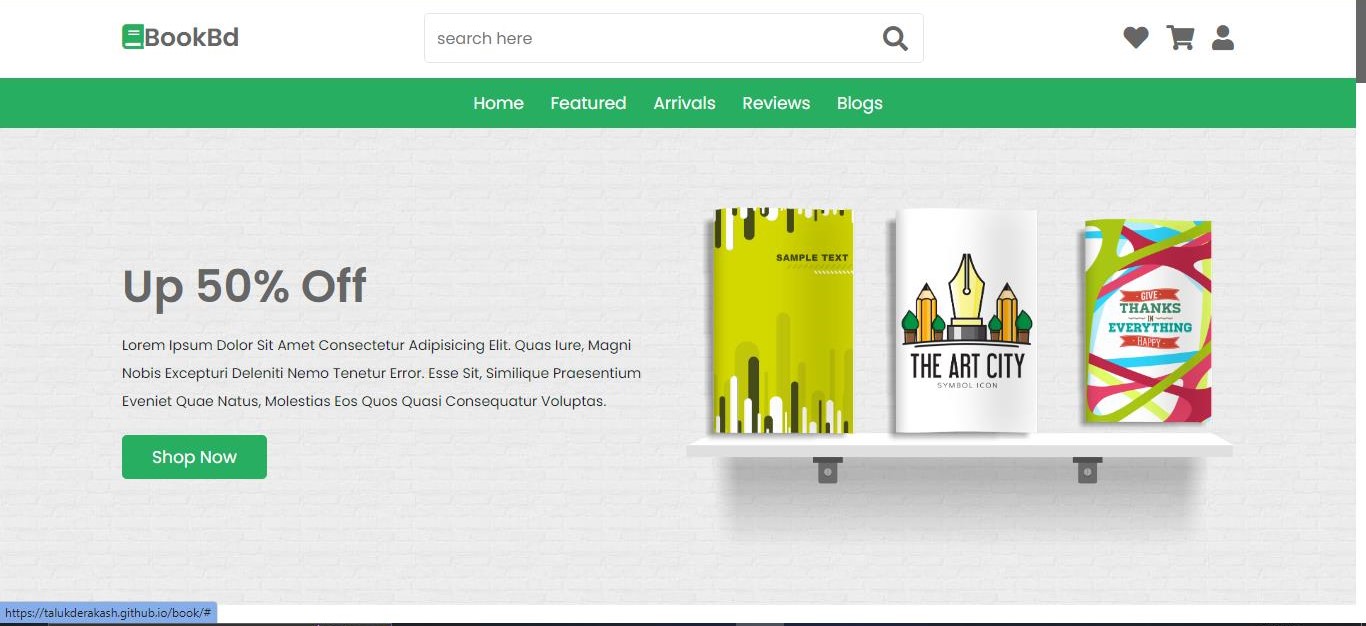 BookBd
search here
Home Featured Arrivals Reviews Blogs
Up 50% Off
Lorem Ipsum Dolor Sit Amet Consectetur Adipisicing Elit. Quas Iure, Magni
Nobis Excepturi Deleniti Nemo Tenetur Error. Esse Sit, Similique Praesentium
Eveniet Quae Natus, Molestias Eos Quos Quasi Consequatur Voluptas.
Shop Now
SAMPLE TEXT
THE ART CITY
SYMBOL ICON
GIVE
THANKS
IN
EVERYTHING
HAPPY
https://talukderakash.github.io/book/#